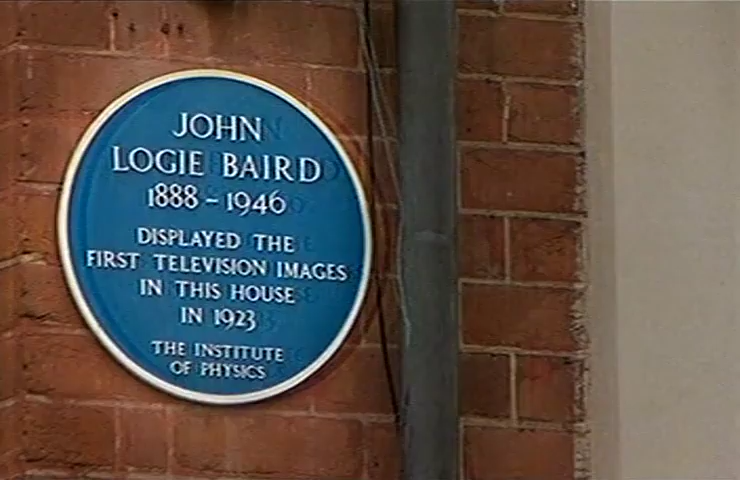 JOHN
LOGIE BAIRD
1888 - 1946
DISPLAYED THE
FIRST TELEVISION IMAGES
IN THIS HOUSE
IN 1923
THE INSTITUTE
OF PHYSICS